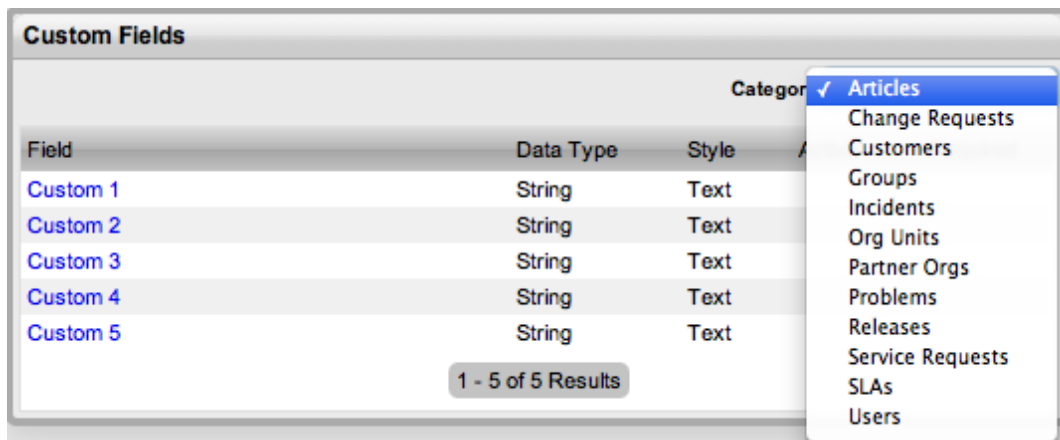 Custom Fields
Categor ✓ Articles
Change Requests
Customers
Groups
Incidents
Org Units
Partner Orgs
Problems
Releases
Service Requests
SLAs
Users
Field Data Type Style
Custom 1 String Text
Custom 2 String Text
Custom 3 String Text
Custom 4 String Text
Custom 5 String Text
1 - 5 of 5 Results